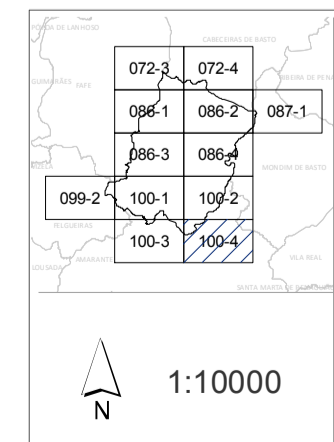 PÓVOA DE LANHOSO
CABECEIRAS DE BASTO
072-3 072-4
GUIMARÃES FAFE RIBEIRA DE PENA
086-1 086-2 087-1
086-3 086-4
MONDIM DE BASTO
VIZELA
099-2 100-1 100-2
FELGUEIRAS
100-3 100-4
AMARANTE VILA REAL
LOUSADA
SANTA MARTA DE
N
1:10000